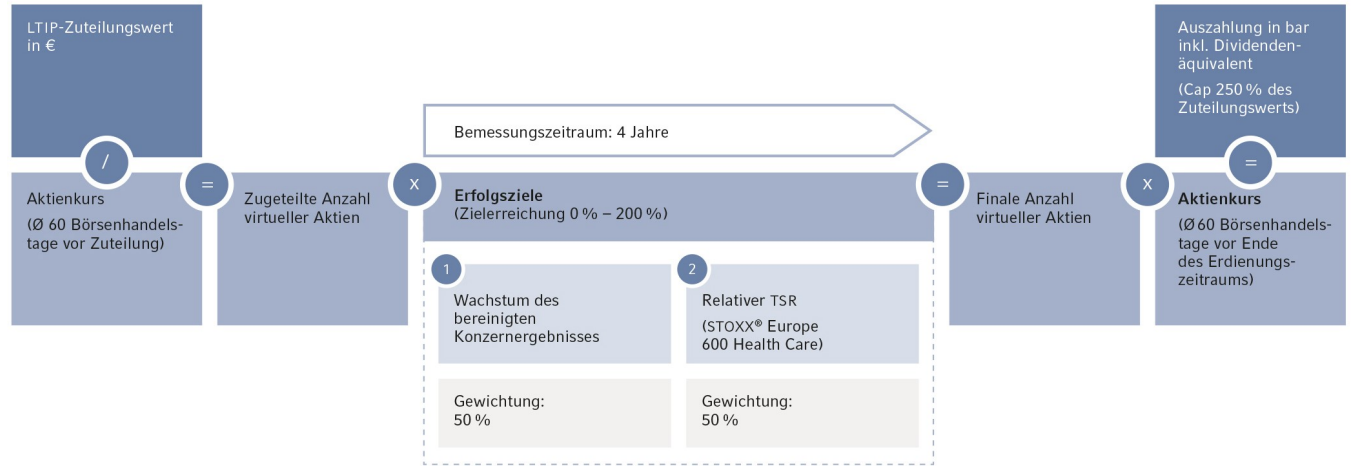 LTIP-Zuteilungswert
in €
/
Aktienkurs
(Ø 60 Börsenhandels-
tage vor Zuteilung)
=
Zugeteilte Anzahl
virtueller Aktien
x
Bemessungszeitraum: 4 Jahre
Erfolgsziele
(Zielerreichung 0 % – 200 %)
1
Wachstum des
bereinigten
Konzernergebnisses
Gewichtung:
50 %
2
Relativer TSR
(STOXX® Europe
600 Health Care)
Gewichtung:
50 %
=
Finale Anzahl
virtueller Aktien
x
Aktienkurs
(Ø 60 Börsenhandels-
tage vor Ende
des Erdienungs-
zeitraums)
=
Auszahlung in bar
inkl. Dividenden-
äquivalent
(Cap 250 % des
Zuteilungswerts)